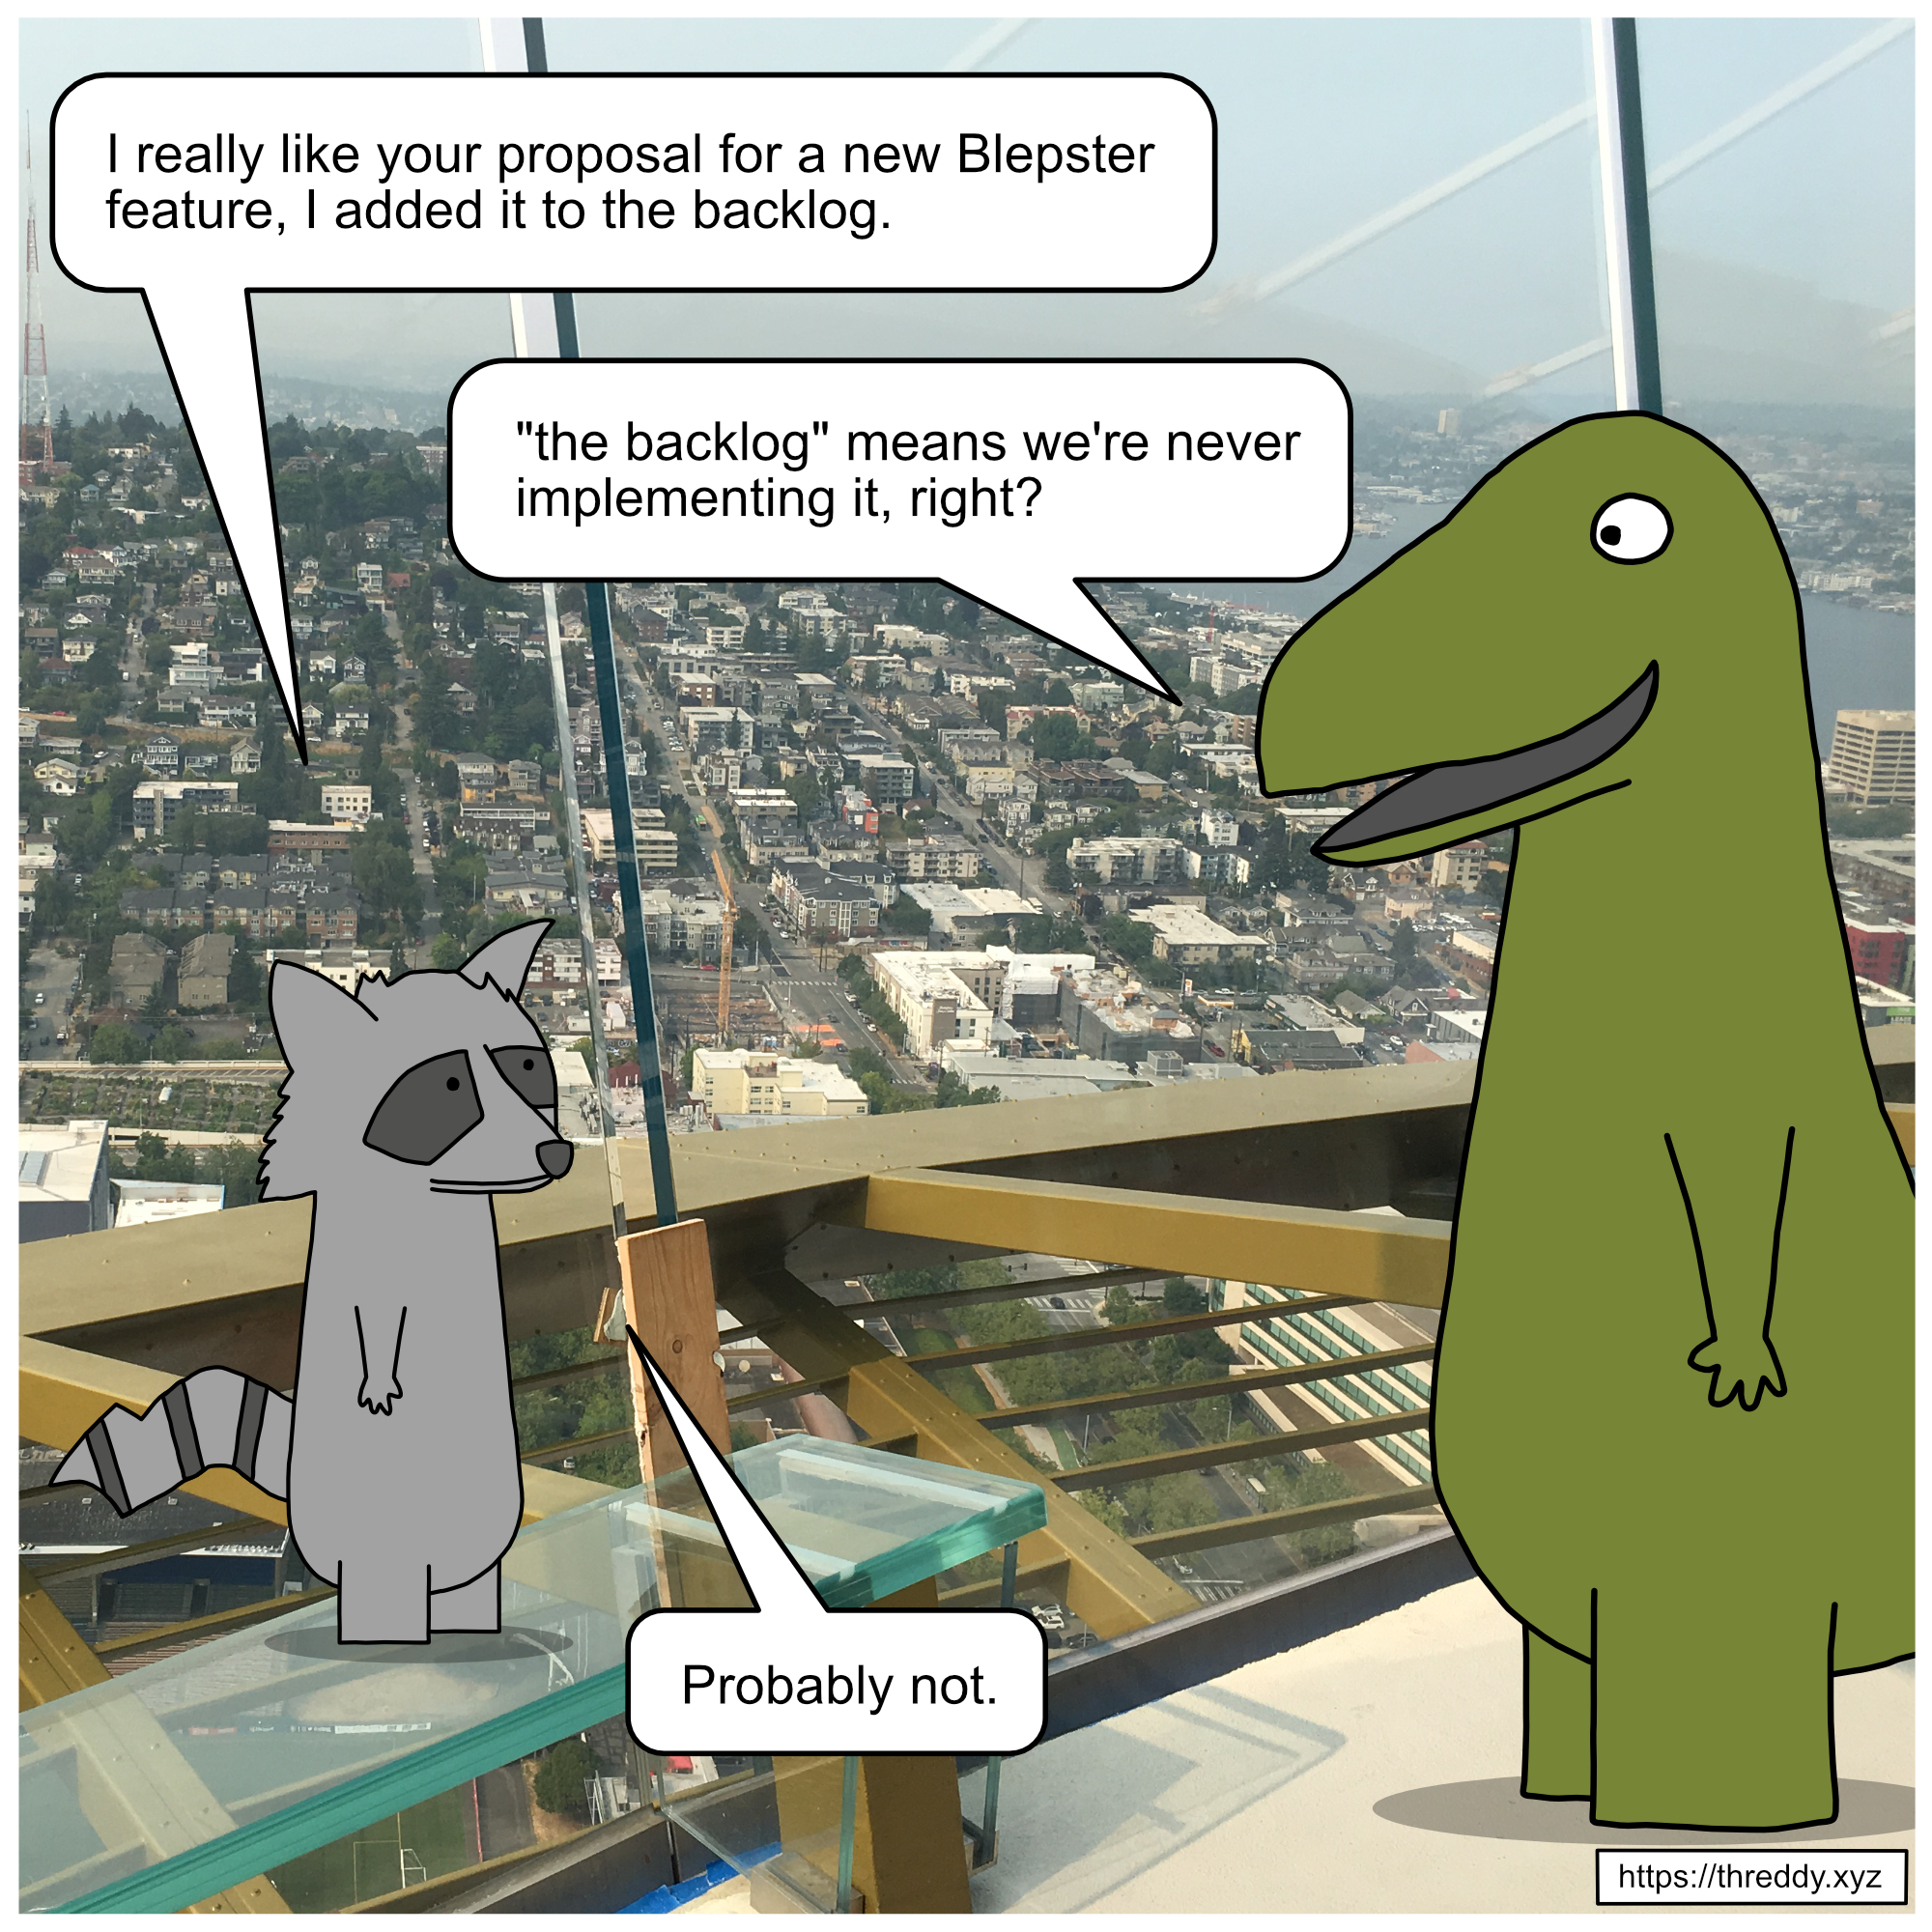 I really like your proposal for a new Blepster
feature, I added it to the backlog.
"the backlog" means we're never
implementing it, right?
Probably not.
https://threddy.xyz